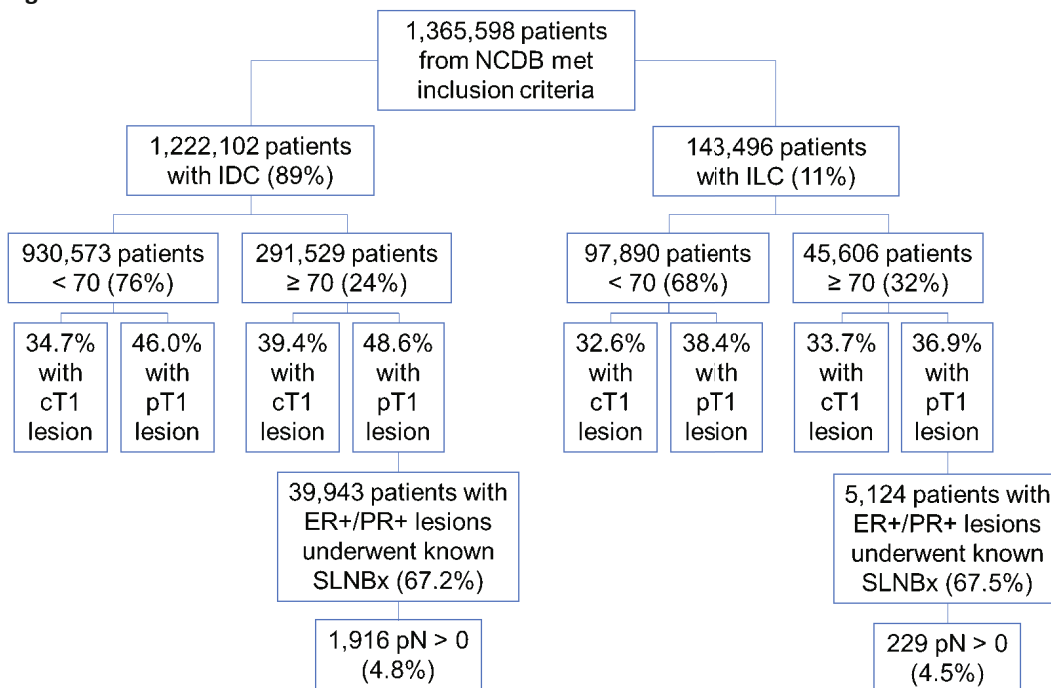 1,365,598 patients
from NCDB met
inclusion criteria
1,222,102 patients
with IDC (89%)
143,496 patients
with ILC (11%)
930,573 patients
< 70 (76%)
291,529 patients
≥ 70 (24%)
97,890 patients
< 70 (68%)
45,606 patients
≥ 70 (32%)
34.7%
with
cT1
lesion
46.0%
with
pT1
lesion
39.4%
with
cT1
lesion
48.6%
with
pT1
lesion
32.6%
with
cT1
lesion
38.4%
with
pT1
lesion
33.7%
with
cT1
lesion
36.9%
with
pT1
lesion
39,943 patients with
ER+/PR+ lesions
underwent known
SLNBx (67.2%)
5,124 patients with
ER+/PR+ lesions
underwent known
SLNBx (67.5%)
1,916 pN > 0
(4.8%)
229 pN > 0
(4.5%)